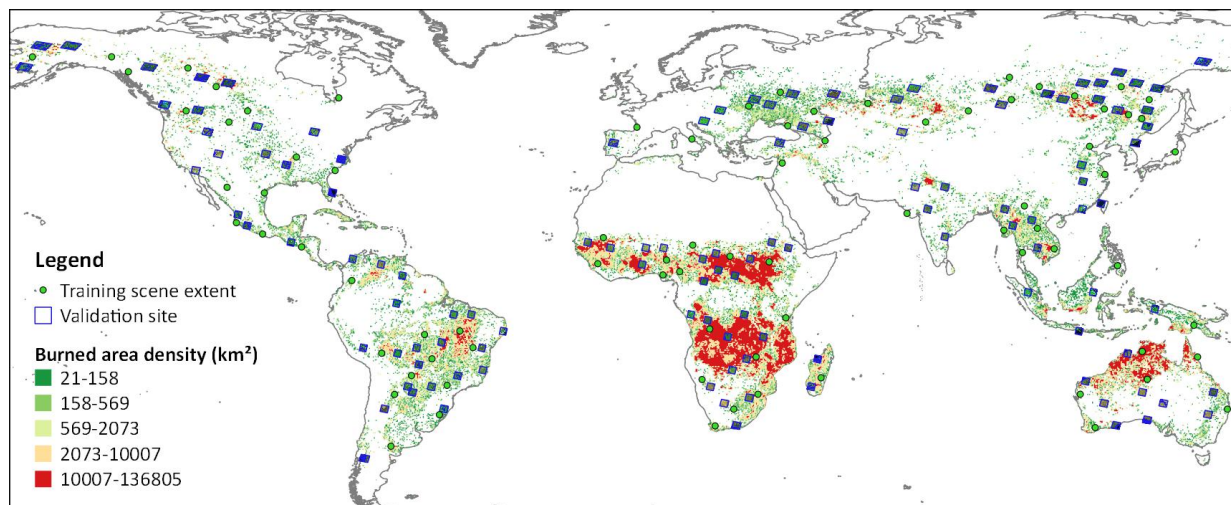 Legend
Training scene extent
Validation site
Burned area density (km²)
21-158
158-569
569-2073
2073-10007
10007-136805